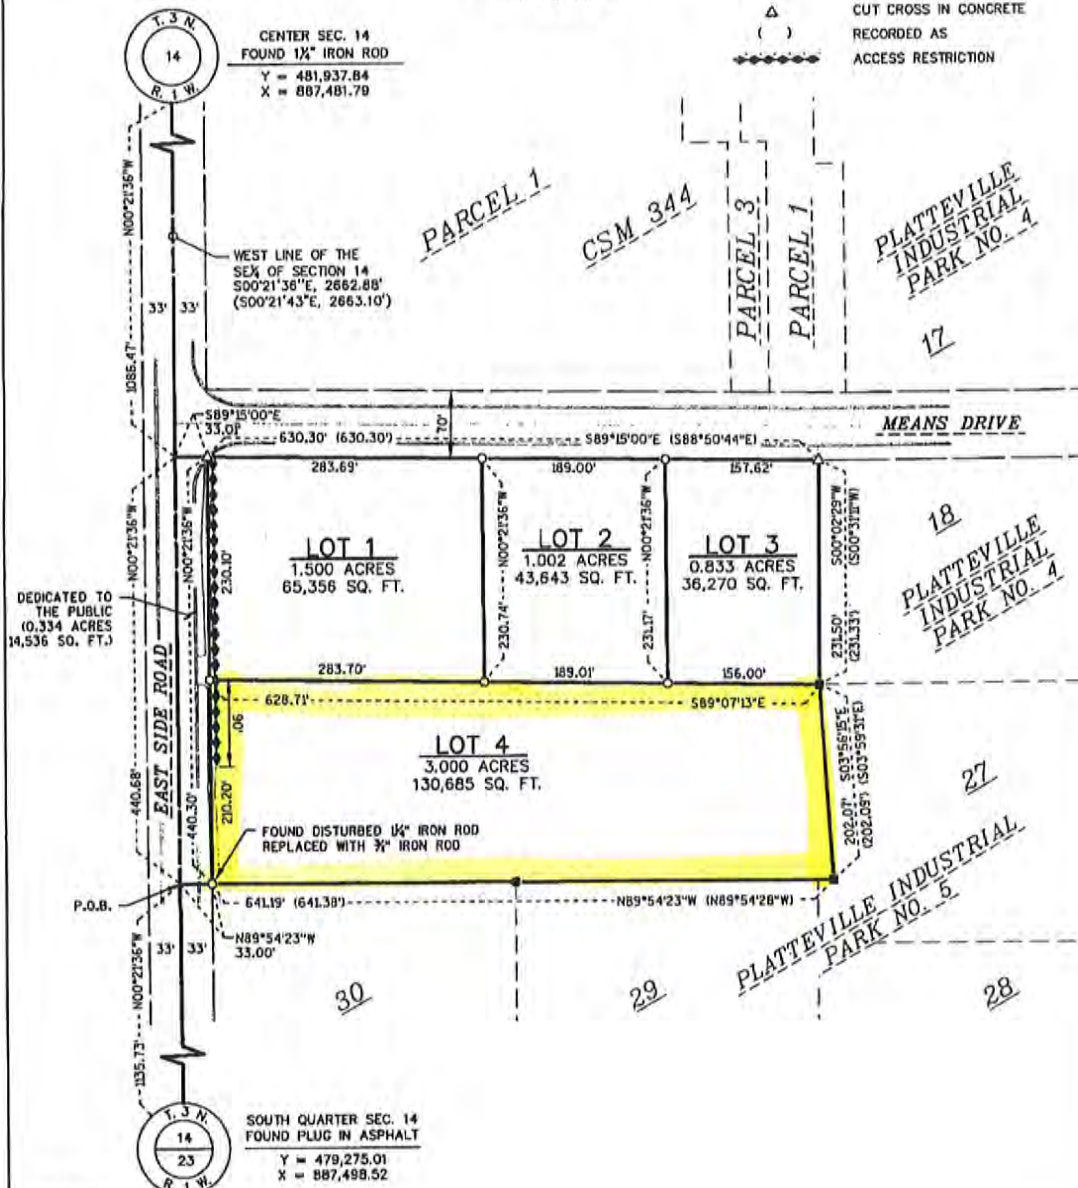 CUT CROSS IN CONCRETE
( ) RECORDED AS
ACCESS RESTRICTION
T. 3 N.
14
R. 1 W.
CENTER SEC. 14
FOUND 1¼" IRON ROD
Y = 481,937.84
X = 887,481.79
N00°21'36"W
1086.47'
WEST LINE OF THE
SE¼ OF SECTION 14
S00°21'36"E, 2662.88'
(S00°21'43"E, 2663.10')
33' 33'
PARCEL 1
CSM 344
PARCEL 3
PARCEL 1
PLATTEVILLE
INDUSTRIAL
PARK NO. 4
17
S89°15'00"E
33.01'
630.30' (630.30')
70'
S89°15'00"E (S88°50'44"E)
MEANS DRIVE
283.69'
189.00'
157.62'
N00°21'36"W
N00°21'36"W
230.10'
LOT 1
1.500 ACRES
65,356 SQ. FT.
N00°21'36"W
230.74'
LOT 2
1.002 ACRES
43,643 SQ. FT.
N00°21'36"W
231.17'
LOT 3
0.833 ACRES
36,270 SQ. FT.
S00°02'29"W
(S00°31'11"W)
231.50'
(231.33')
18
PLATTEVILLE
INDUSTRIAL
PARK NO. 4
DEDICATED TO
THE PUBLIC
(0.334 ACRES
14,536 SQ. FT.)
EAST SIDE ROAD
283.70'
189.01'
156.00'
628.71'
S89°07'13"E
90'
LOT 4
3.000 ACRES
130,685 SQ. FT.
210.20'
440.68'
440.30'
S03°56'15"E
(S03°59'31"E)
202.07'
(202.09')
27
FOUND DISTURBED 1¼" IRON ROD
REPLACED WITH ¾" IRON ROD
P.O.B.
641.19' (641.38')
N89°54'23"W (N89°54'28"W)
N89°54'23"W
33.00'
33' 33'
N00°21'36"W
1135.73'
PLATTEVILLE INDUSTRIAL
PARK NO. 5
30
29
28
T. 3 N.
14
23
R. 1 W.
SOUTH QUARTER SEC. 14
FOUND PLUG IN ASPHALT
Y = 479,275.01
X = 887,498.52